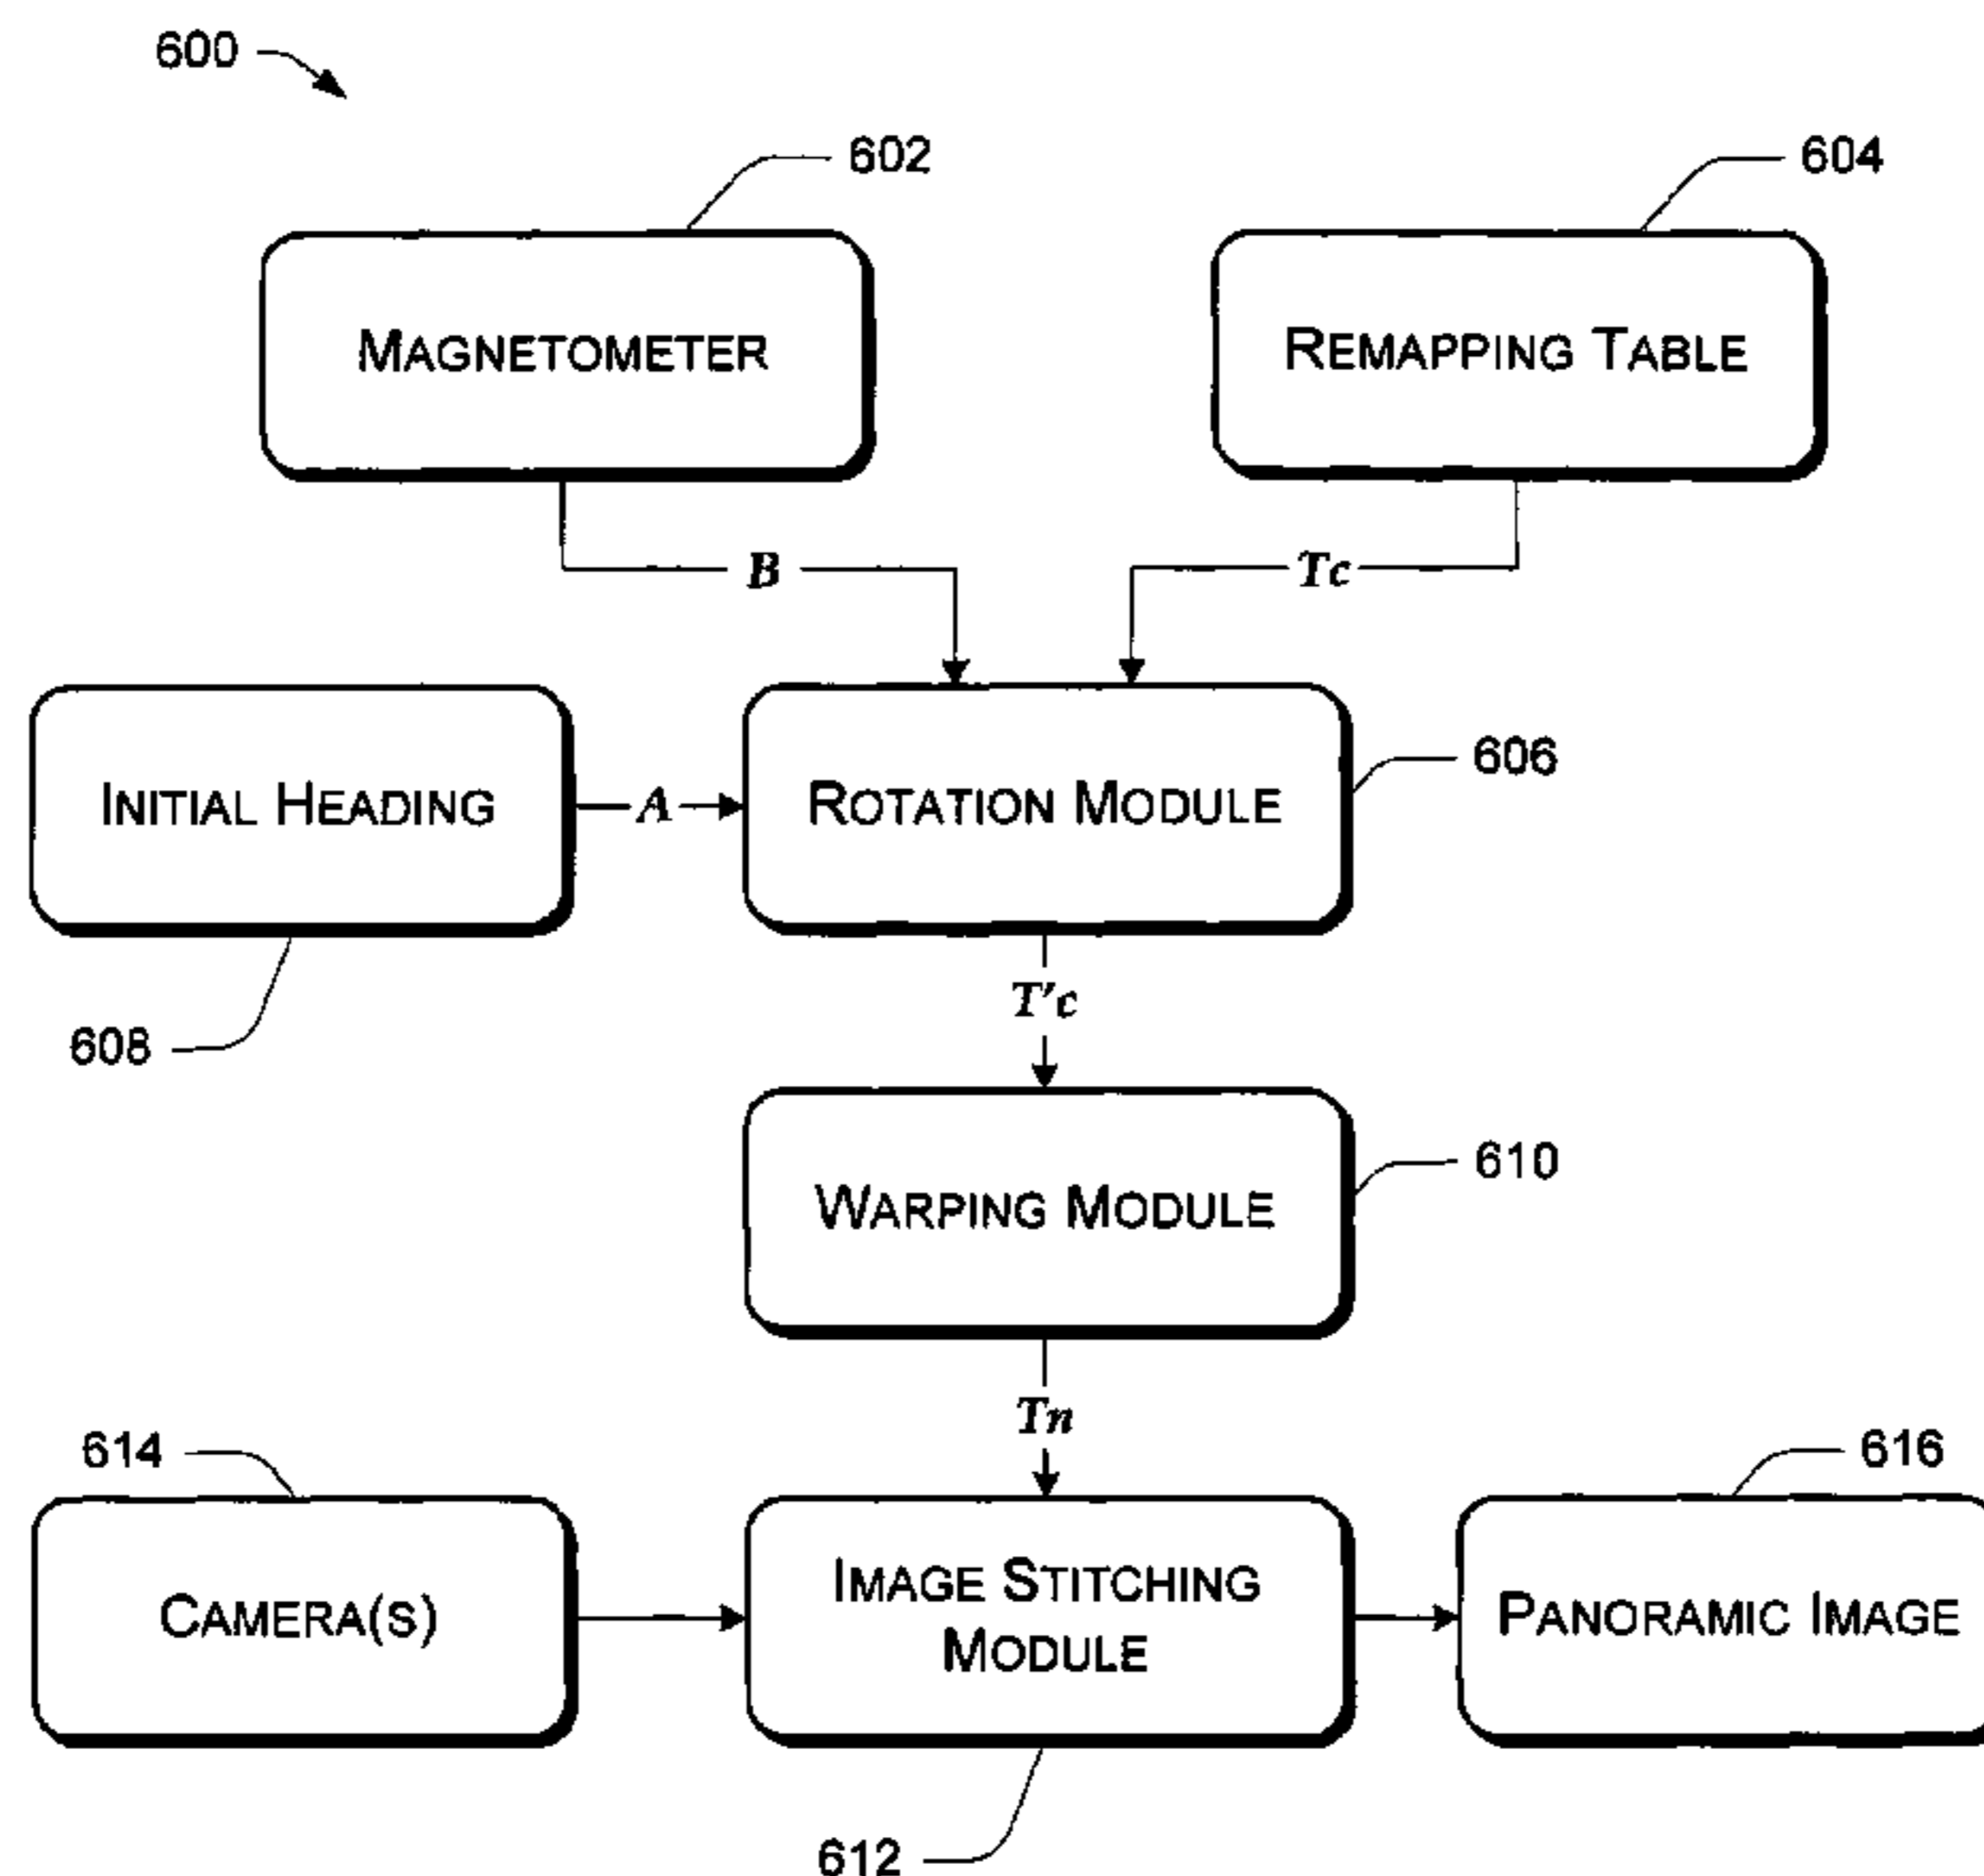 600
602
604
MAGNETOMETER
REMAPPING TABLE
B
Tc
INITIAL HEADING
A
ROTATION MODULE
606
608
T'c
WARPING MODULE
610
Tn
614
616
CAMERA(S)
IMAGE STITCHING
MODULE
PANORAMIC IMAGE
612